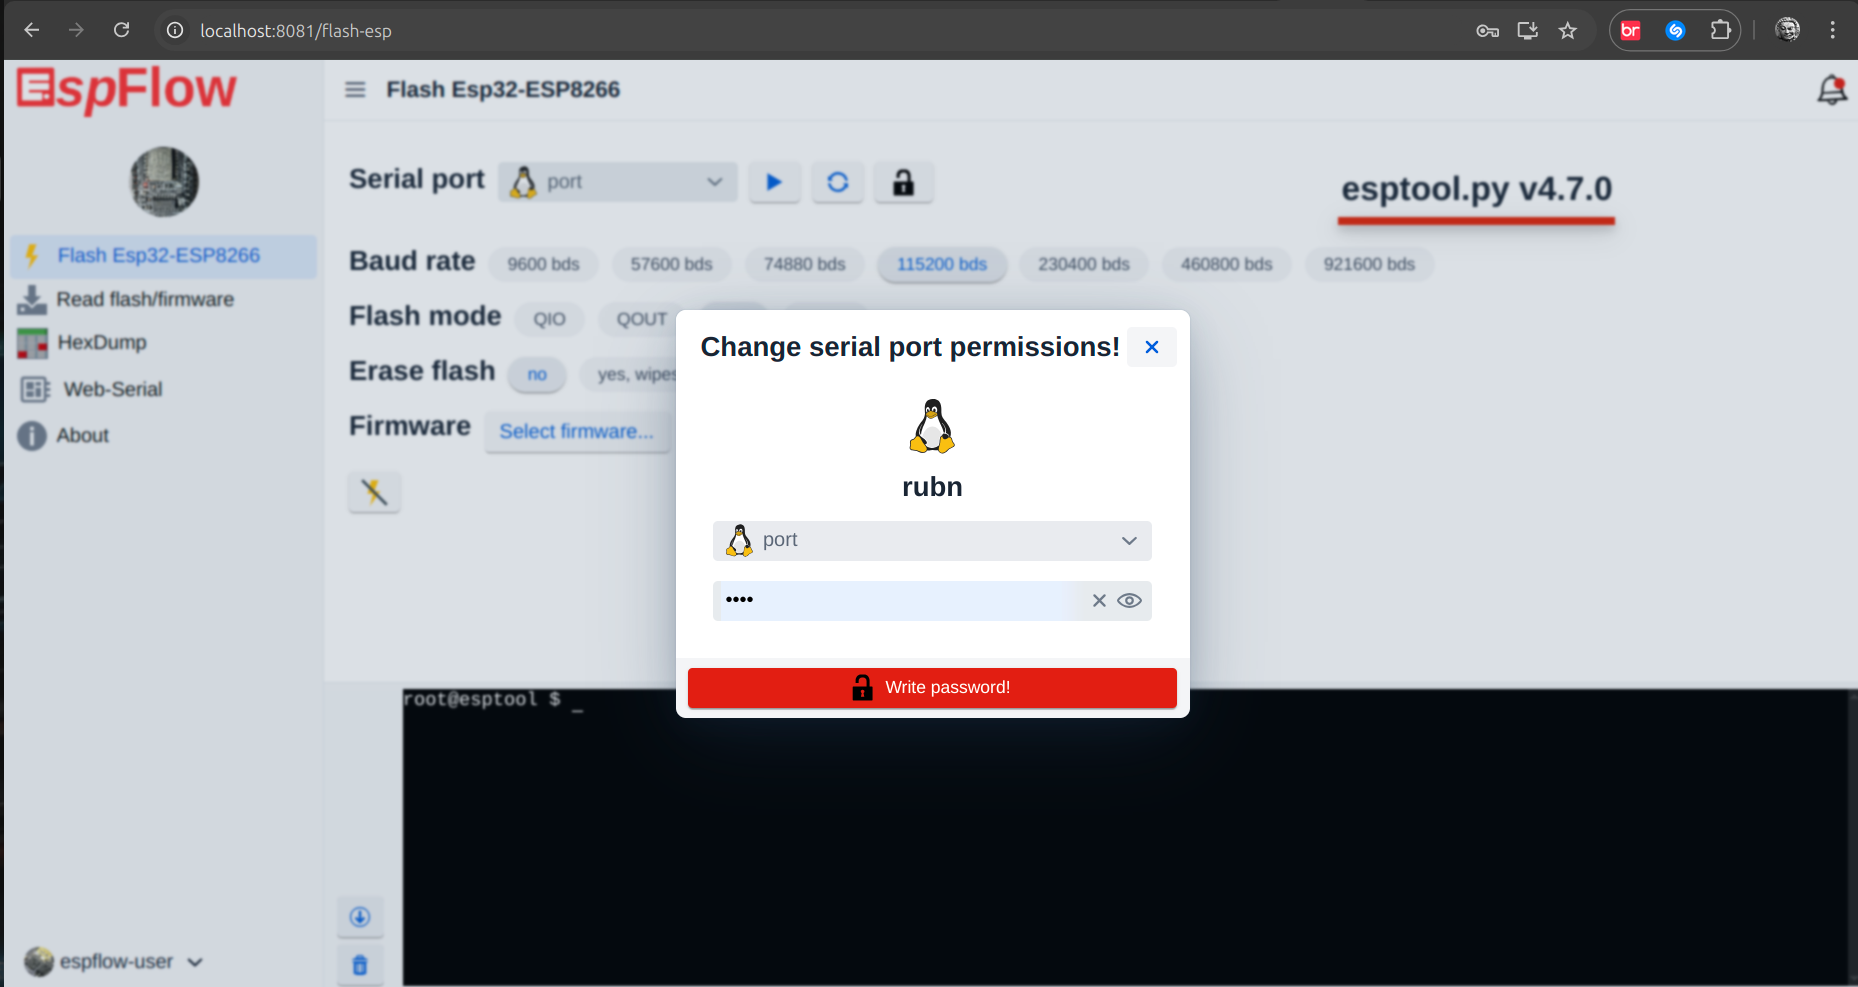 localhost:8081/flash-esp
br
EspFlow
Flash Esp32-ESP8266
Flash Esp32-ESP8266
Read flash/firmware
HexDump
Web-Serial
About
espflow-user
Serial port
port
esptool.py v4.7.0
Baud rate 9600 bds 57600 bds 74880 bds 115200 bds 230400 bds 460800 bds 921600 bds
Flash mode QIO QOUT
Erase flash no yes, wipes
Firmware Select firmware...
Change serial port permissions!
rubn
port
••••
Write password!
root@esptool $ _